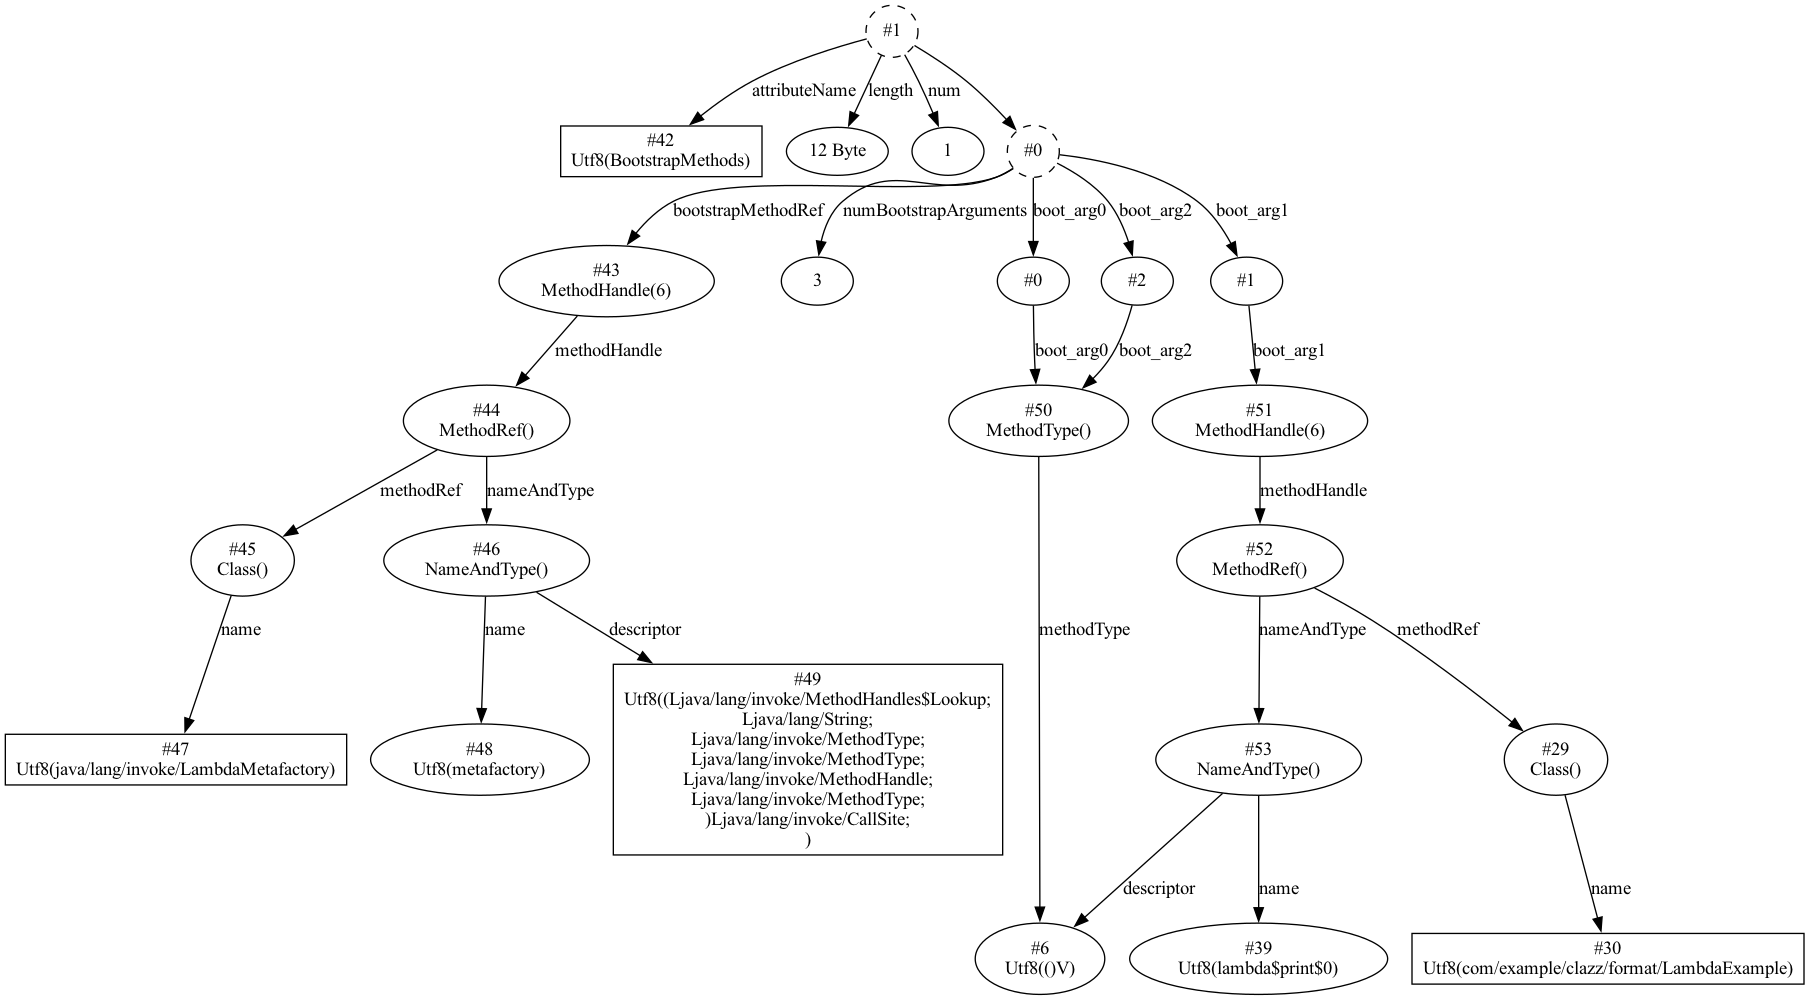 #1
attributeName
length
num
#42
Utf8(BootstrapMethods)
12 Byte
1
#0
bootstrapMethodRef
numBootstrapArguments
boot_arg0
boot_arg2
boot_arg1
#43
MethodHandle(6)
3
#0
#2
#1
methodHandle
boot_arg0
boot_arg2
boot_arg1
#44
MethodRef()
#50
MethodType()
#51
MethodHandle(6)
methodRef
nameAndType
methodHandle
#45
Class()
#46
NameAndType()
#52
MethodRef()
name
name
descriptor
methodType
nameAndType
methodRef
#47
Utf8(java/lang/invoke/LambdaMetafactory)
#48
Utf8(metafactory)
#49
Utf8((Ljava/lang/invoke/MethodHandles$Lookup;
Ljava/lang/String;
Ljava/lang/invoke/MethodType;
Ljava/lang/invoke/MethodType;
Ljava/lang/invoke/MethodHandle;
Ljava/lang/invoke/MethodType;
)Ljava/lang/invoke/CallSite;
)
#53
NameAndType()
#29
Class()
descriptor
name
name
#6
Utf8(()V)
#39
Utf8(lambda$print$0)
#30
Utf8(com/example/clazz/format/LambdaExample)